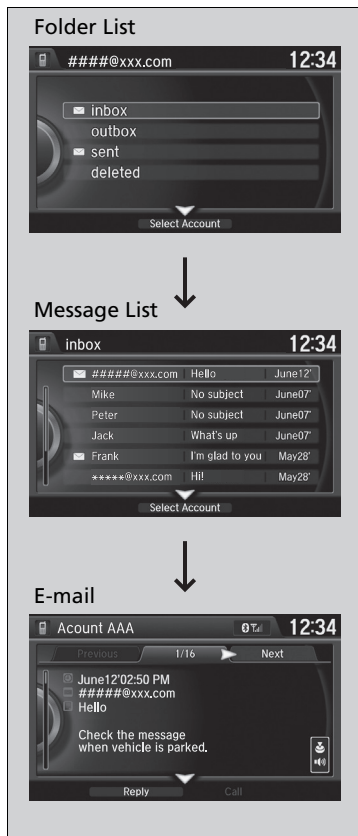 Folder List
####@xxx.com 12:34
inbox
outbox
sent
deleted
Select Account
Message List
inbox 12:34
#####@xxx.com Hello June12'
Mike No subject June07'
Peter No subject June07'
Jack What's up June07'
Frank I'm glad to you May28'
*****@xxx.com Hi! May28'
Select Account
E-mail
Acount AAA 12:34
Previous 1/16 Next
June12'02:50 PM
#####@xxx.com
Hello
Check the message
when vehicle is parked.
Reply Call